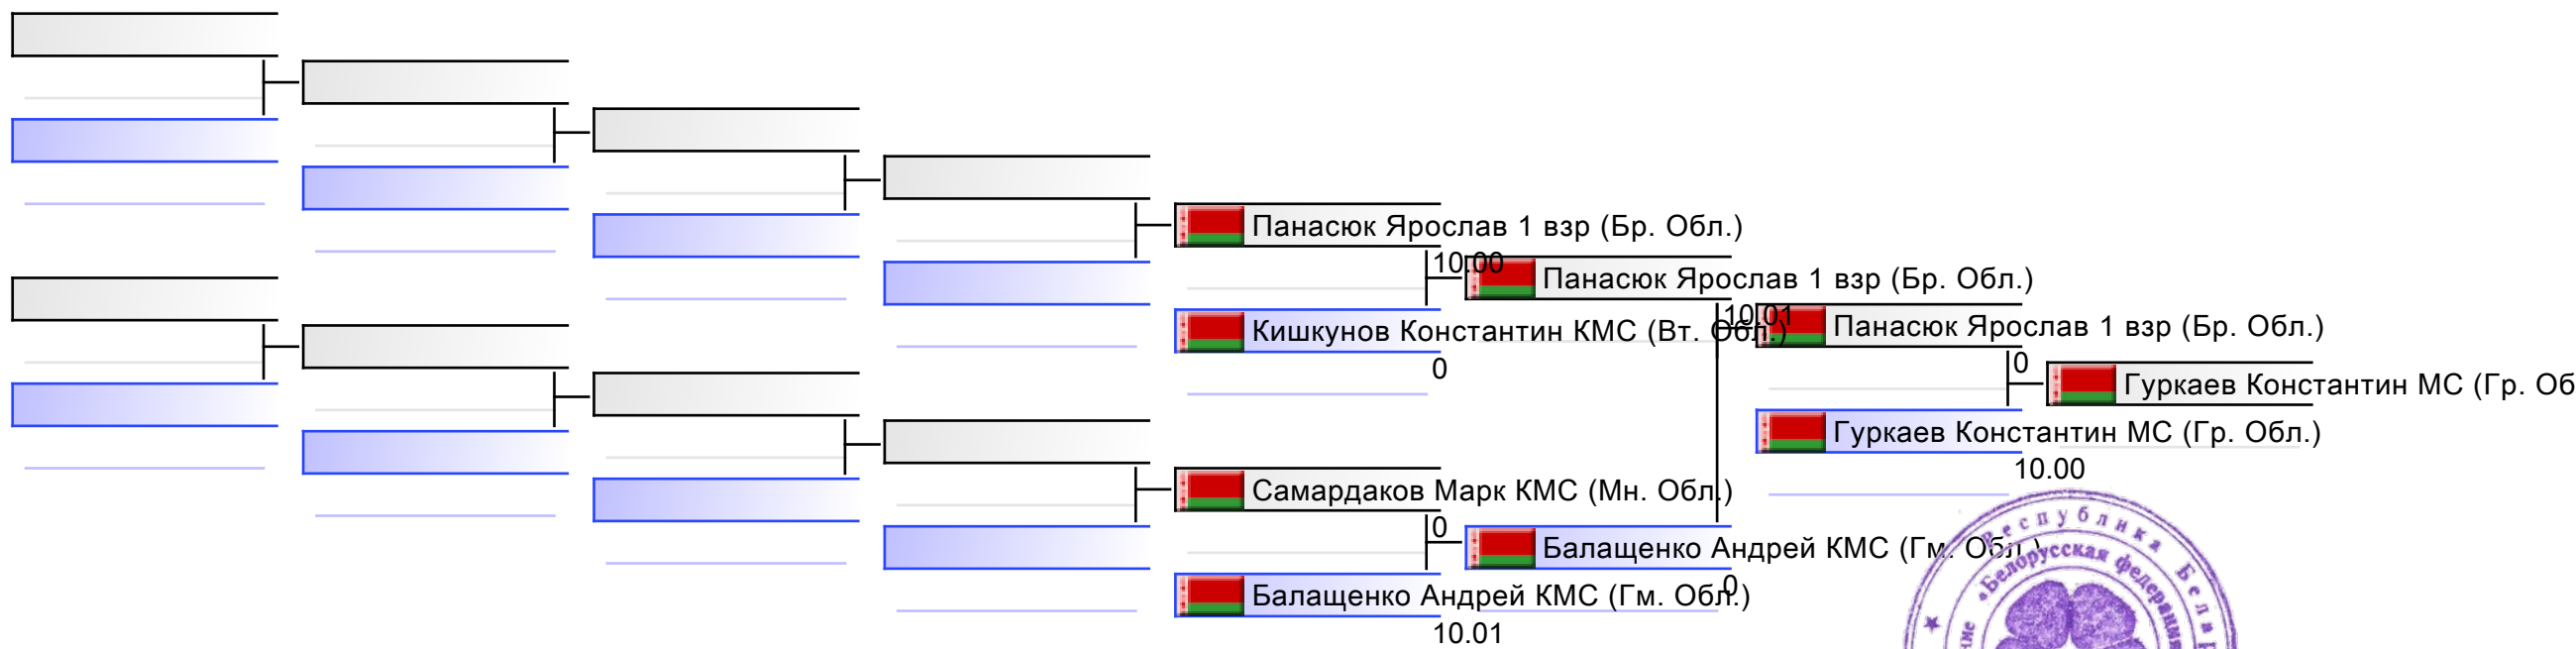 Панасюк Ярослав 1 взр (Бр. Обл.)
10.00
Панасюк Ярослав 1 взр (Бр. Обл.)
10.01
Кишкунов Константин КМС (Вт. Обл.)
0
Панасюк Ярослав 1 взр (Бр. Обл.)
0
Гуркаев Константин МС (Гр. Об
Гуркаев Константин МС (Гр. Обл.)
10.00
Самардаков Марк КМС (Мн. Обл.)
0
Балащенко Андрей КМС (Гм. Обл.)
0
Балащенко Андрей КМС (Гм. Обл.)
10.01
Республика Бела
«Белорусская федерация